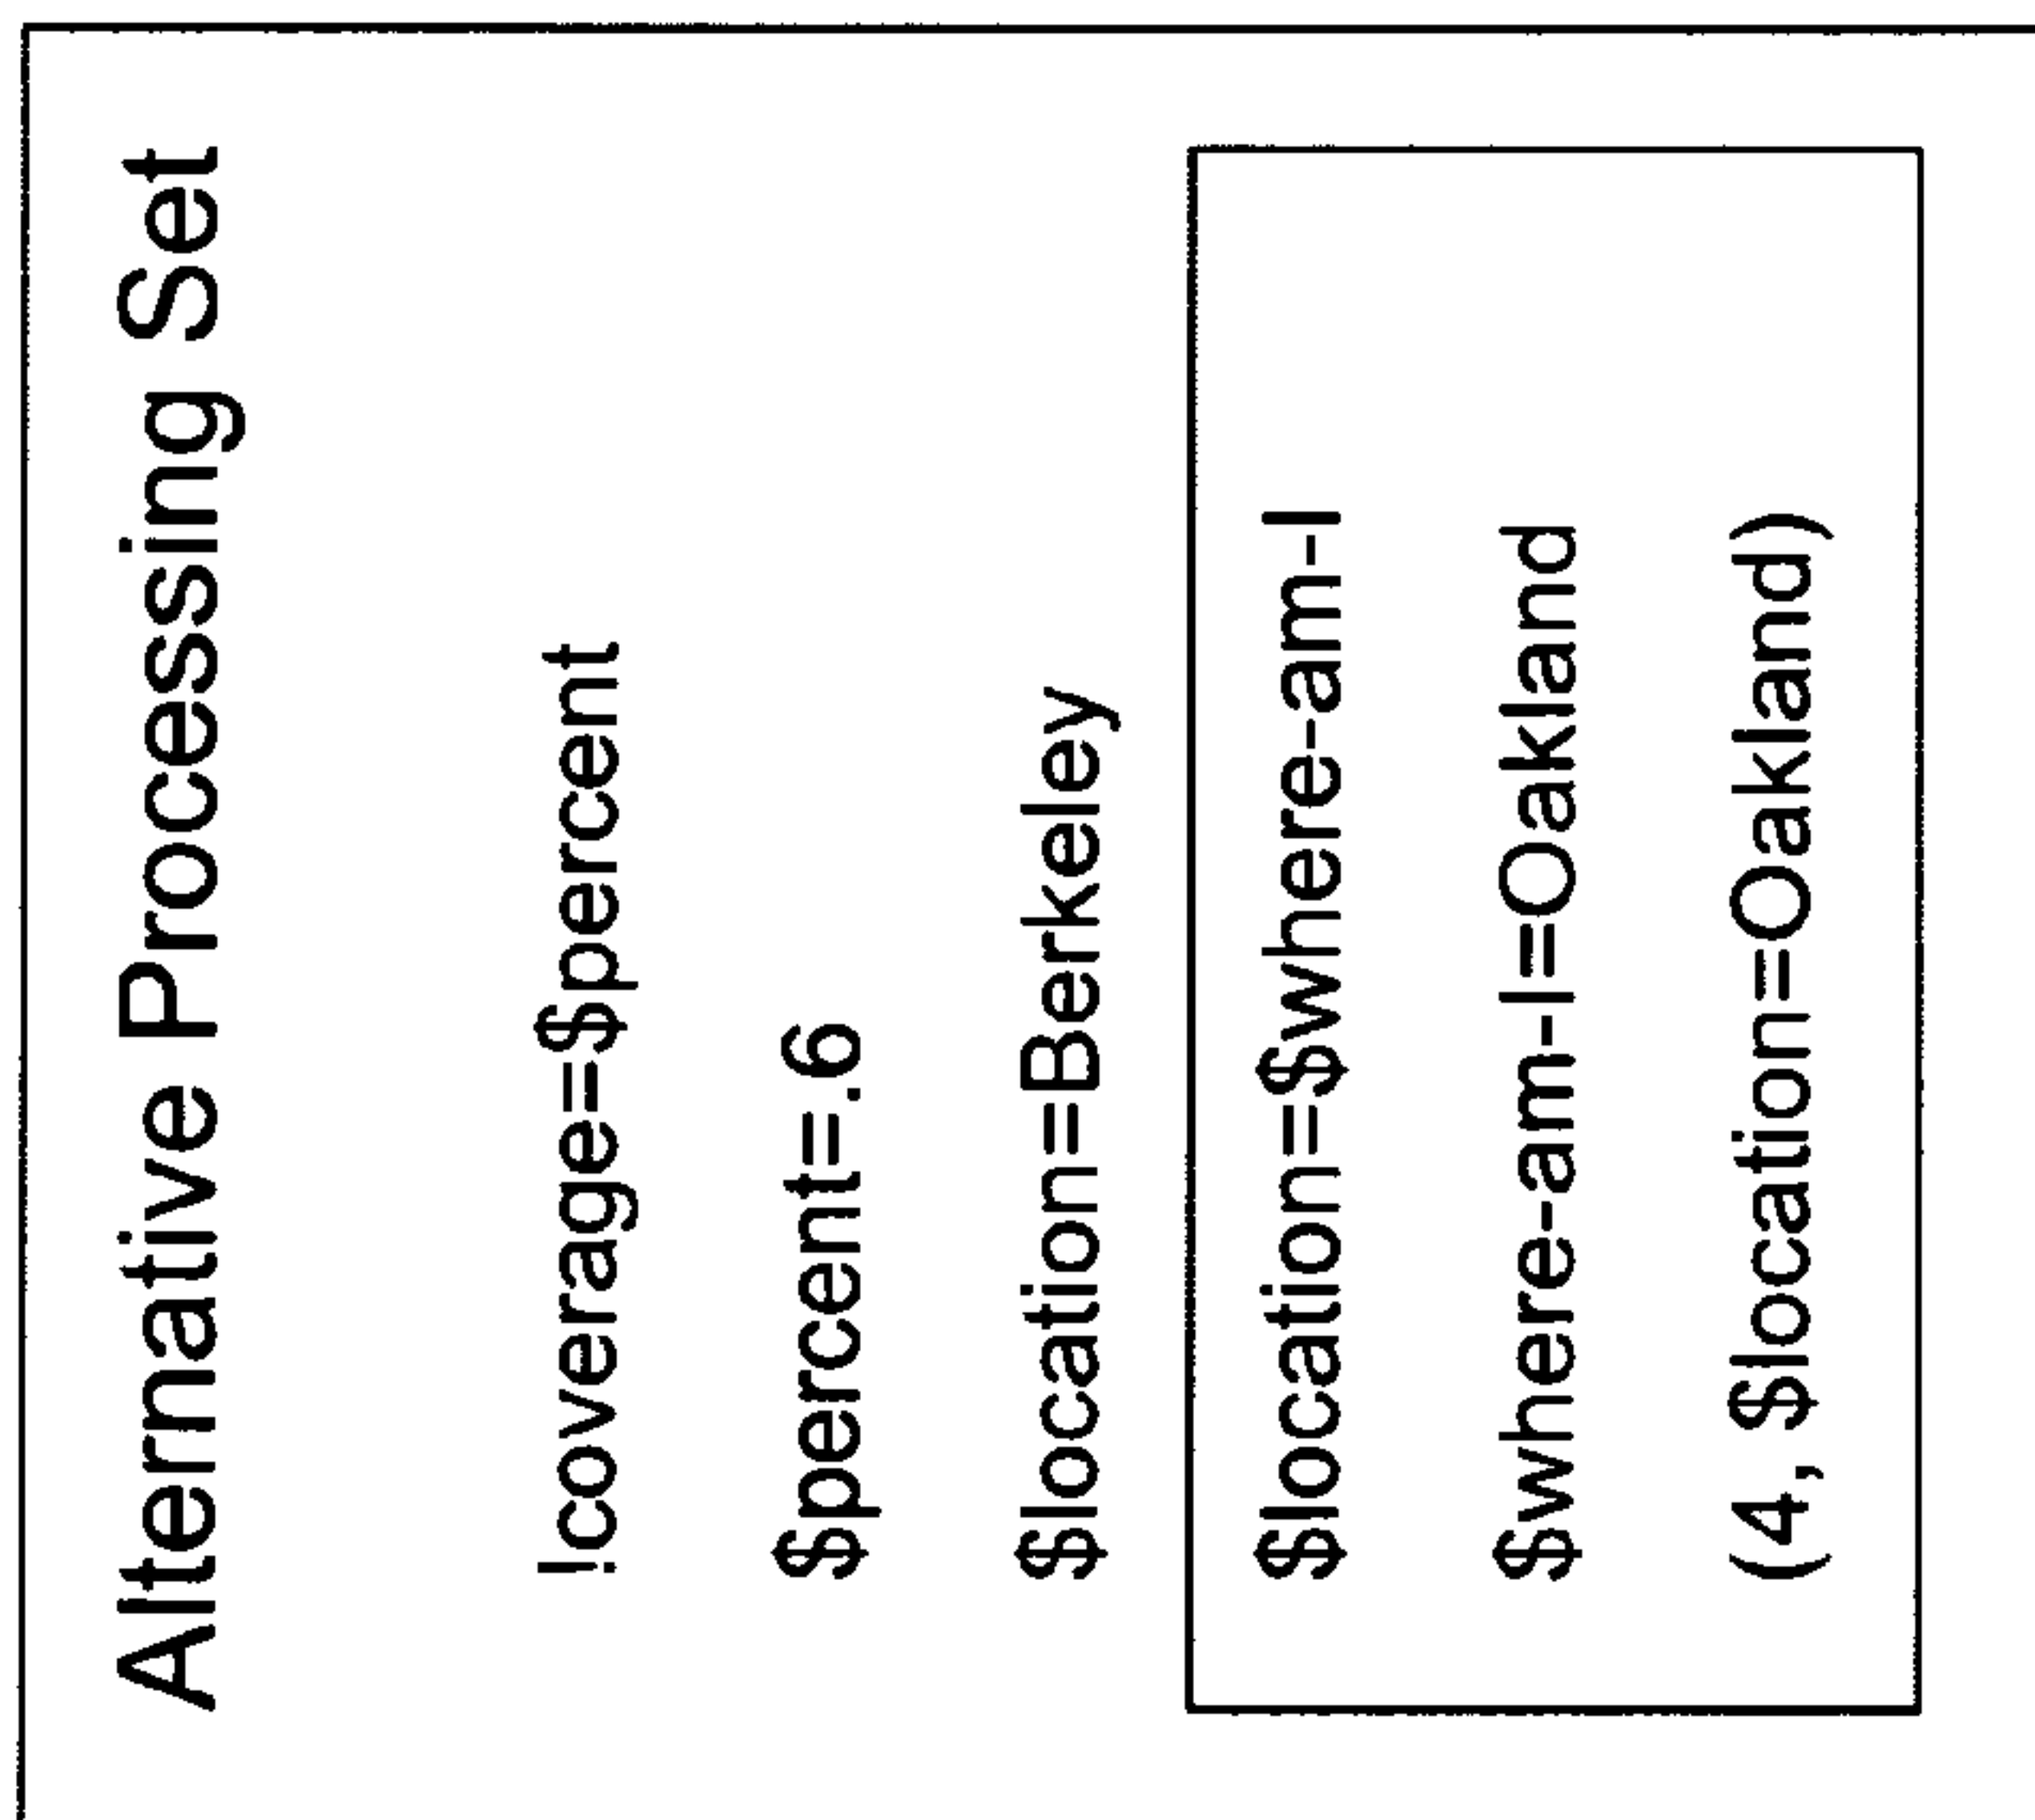 Alternative Processing Set
!coverage=$percent
$percent=.6
$location=Berkeley
$location=$where-am-I
$where-am-I=Oakland
(4, $location=Oakland)